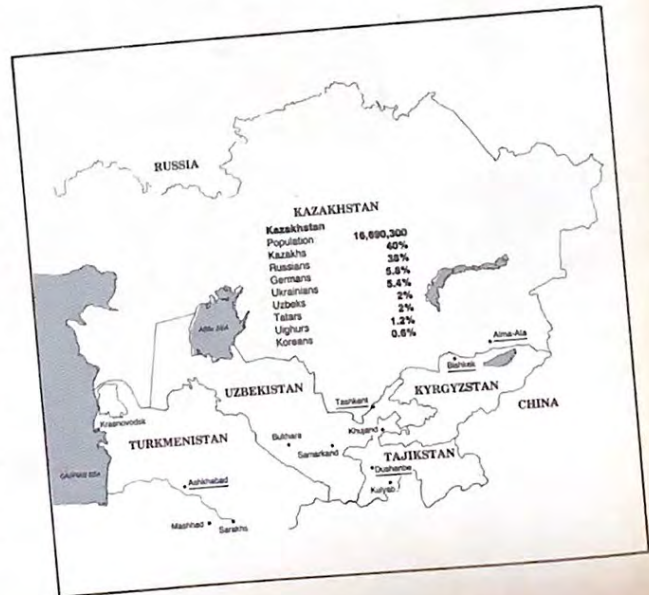 RUSSIA
KAZAKHSTAN
Kazakhstan
Population 16,690,300
Kazakhs 40%
Russians 38%
Germans 5.8%
Ukrainians 5.4%
Uzbeks 2%
Tatars 2%
Uighurs 1.2%
Koreans 0.6%
ARAL SEA
Alma-Ata
Bishkek
UZBEKISTAN
KYRGYZSTAN
Tashkent
CHINA
Krasnovodsk
Khujand
TURKMENISTAN
Bukhara
Samarkand
TAJIKSTAN
Dushanbe
CASPIAN SEA
Ashkhabad
Kulyab
Mashhad
Sarakhs